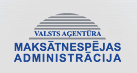 VALSTS AĢENTŪRA
MAKSĀTNESPĒJAS
ADMINISTRĀCIJA